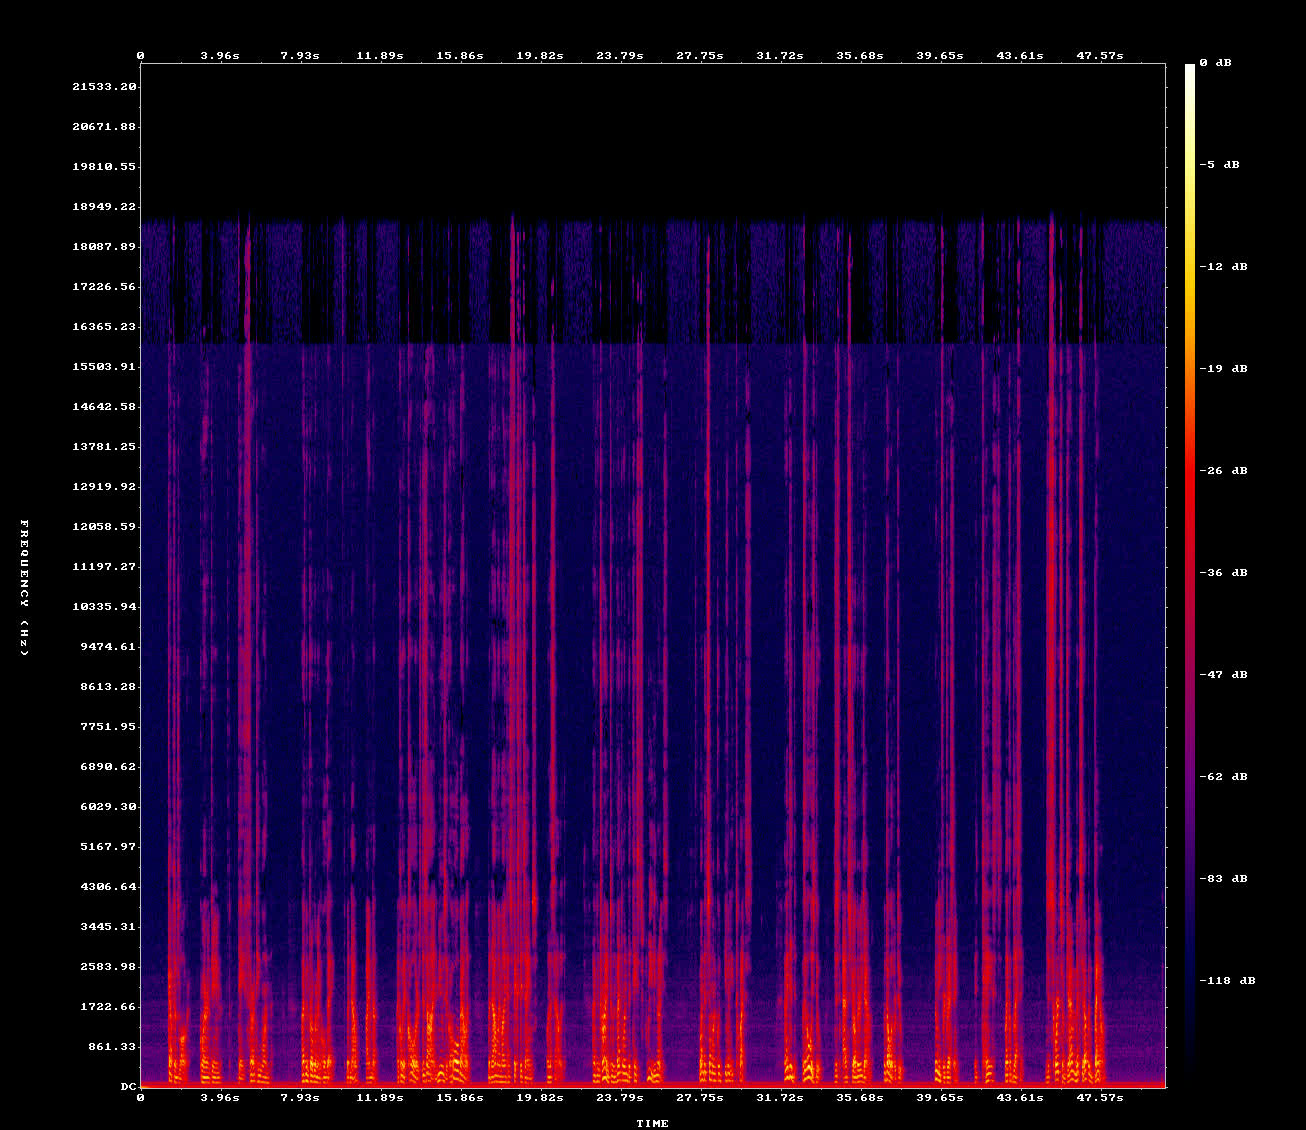 0 3.96s 7.93s 11.89s 15.86s 19.82s 23.79s 27.75s 31.72s 35.68s 39.65s 43.61s 47.57s
0 dB
21533.20
20671.88
19810.55
-5 dB
18949.22
18087.89
-12 dB
17226.56
16365.23
15503.91
-19 dB
14642.58
13781.25
-26 dB
12919.92
12058.59
11197.27
-36 dB
10335.94
9474.61
-47 dB
8613.28
7751.95
6890.62
-62 dB
6029.30
5167.97
4306.64
-83 dB
3445.31
2583.98
-118 dB
1722.66
861.33
DC
0 3.96s 7.93s 11.89s 15.86s 19.82s 23.79s 27.75s 31.72s 35.68s 39.65s 43.61s 47.57s
FREQUENCY (Hz)
TIME